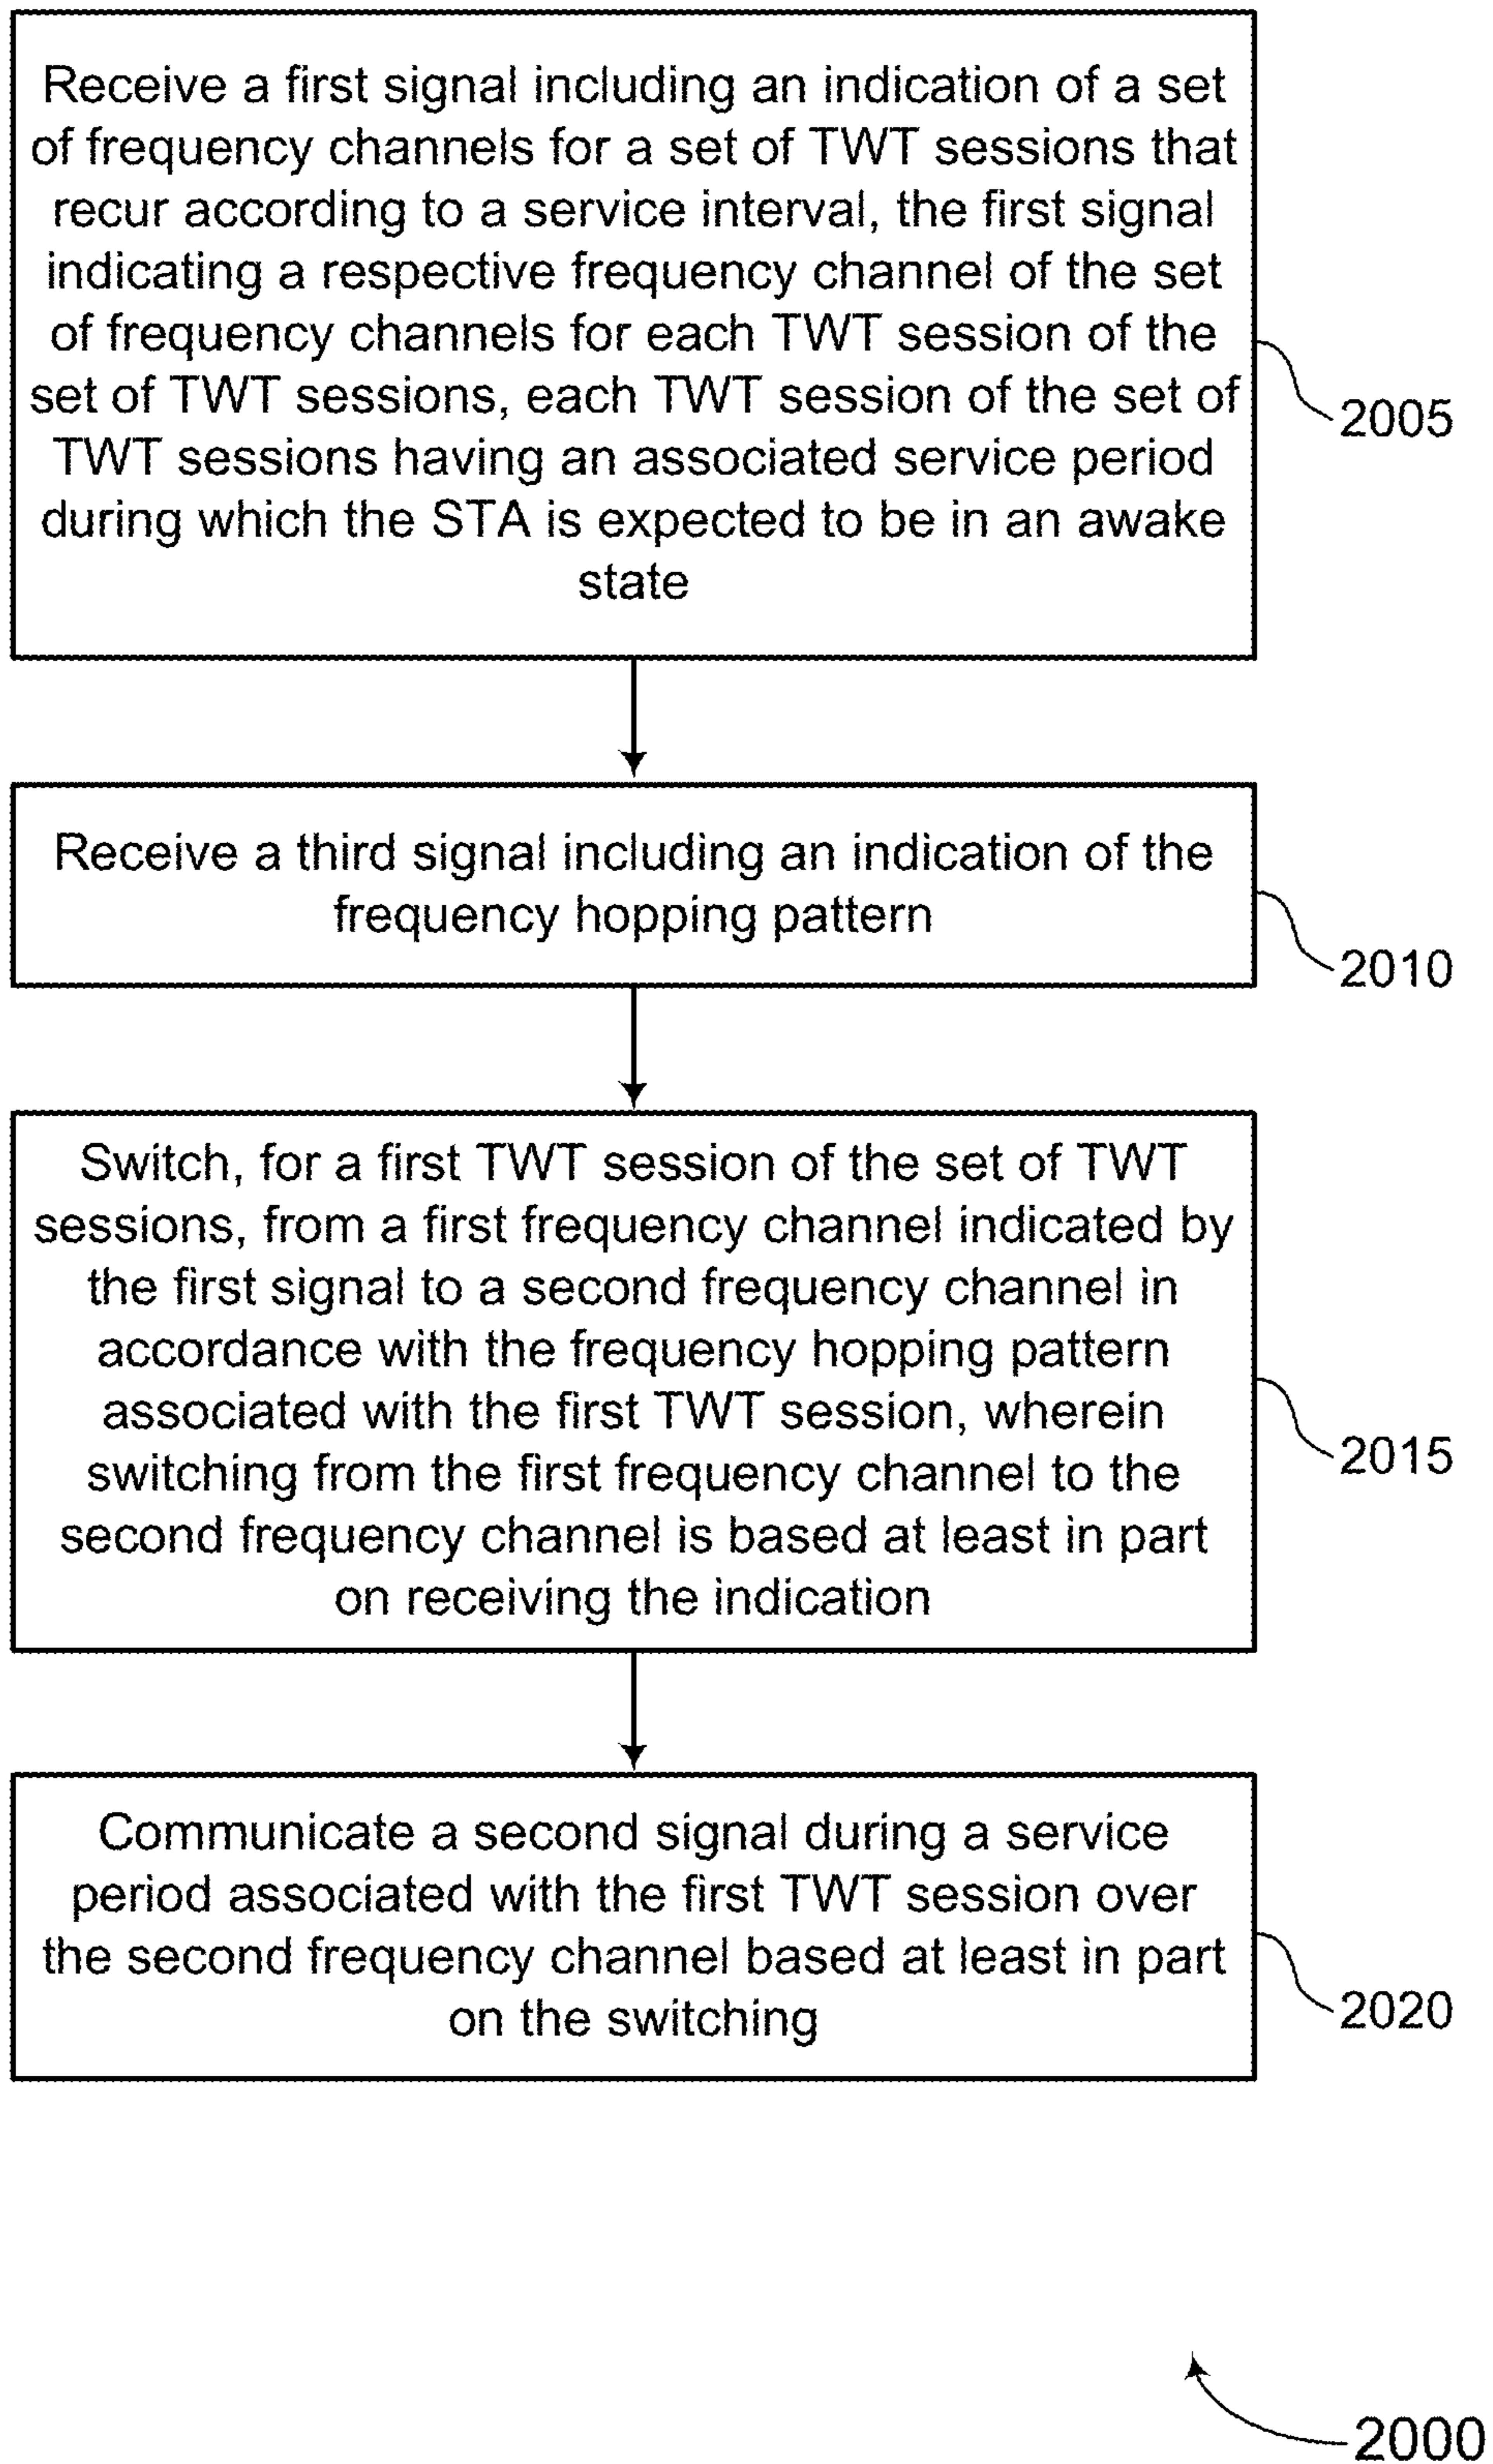 Receive a first signal including an indication of a set
of frequency channels for a set of TWT sessions that
recur according to a service interval, the first signal
indicating a respective frequency channel of the set
of frequency channels for each TWT session of the
set of TWT sessions, each TWT session of the set of
TWT sessions having an associated service period
during which the STA is expected to be in an awake
state
2005
Receive a third signal including an indication of the
frequency hopping pattern
2010
Switch, for a first TWT session of the set of TWT
sessions, from a first frequency channel indicated by
the first signal to a second frequency channel in
accordance with the frequency hopping pattern
associated with the first TWT session, wherein
switching from the first frequency channel to the
second frequency channel is based at least in part
on receiving the indication
2015
Communicate a second signal during a service
period associated with the first TWT session over
the second frequency channel based at least in part
on the switching
2020
2000